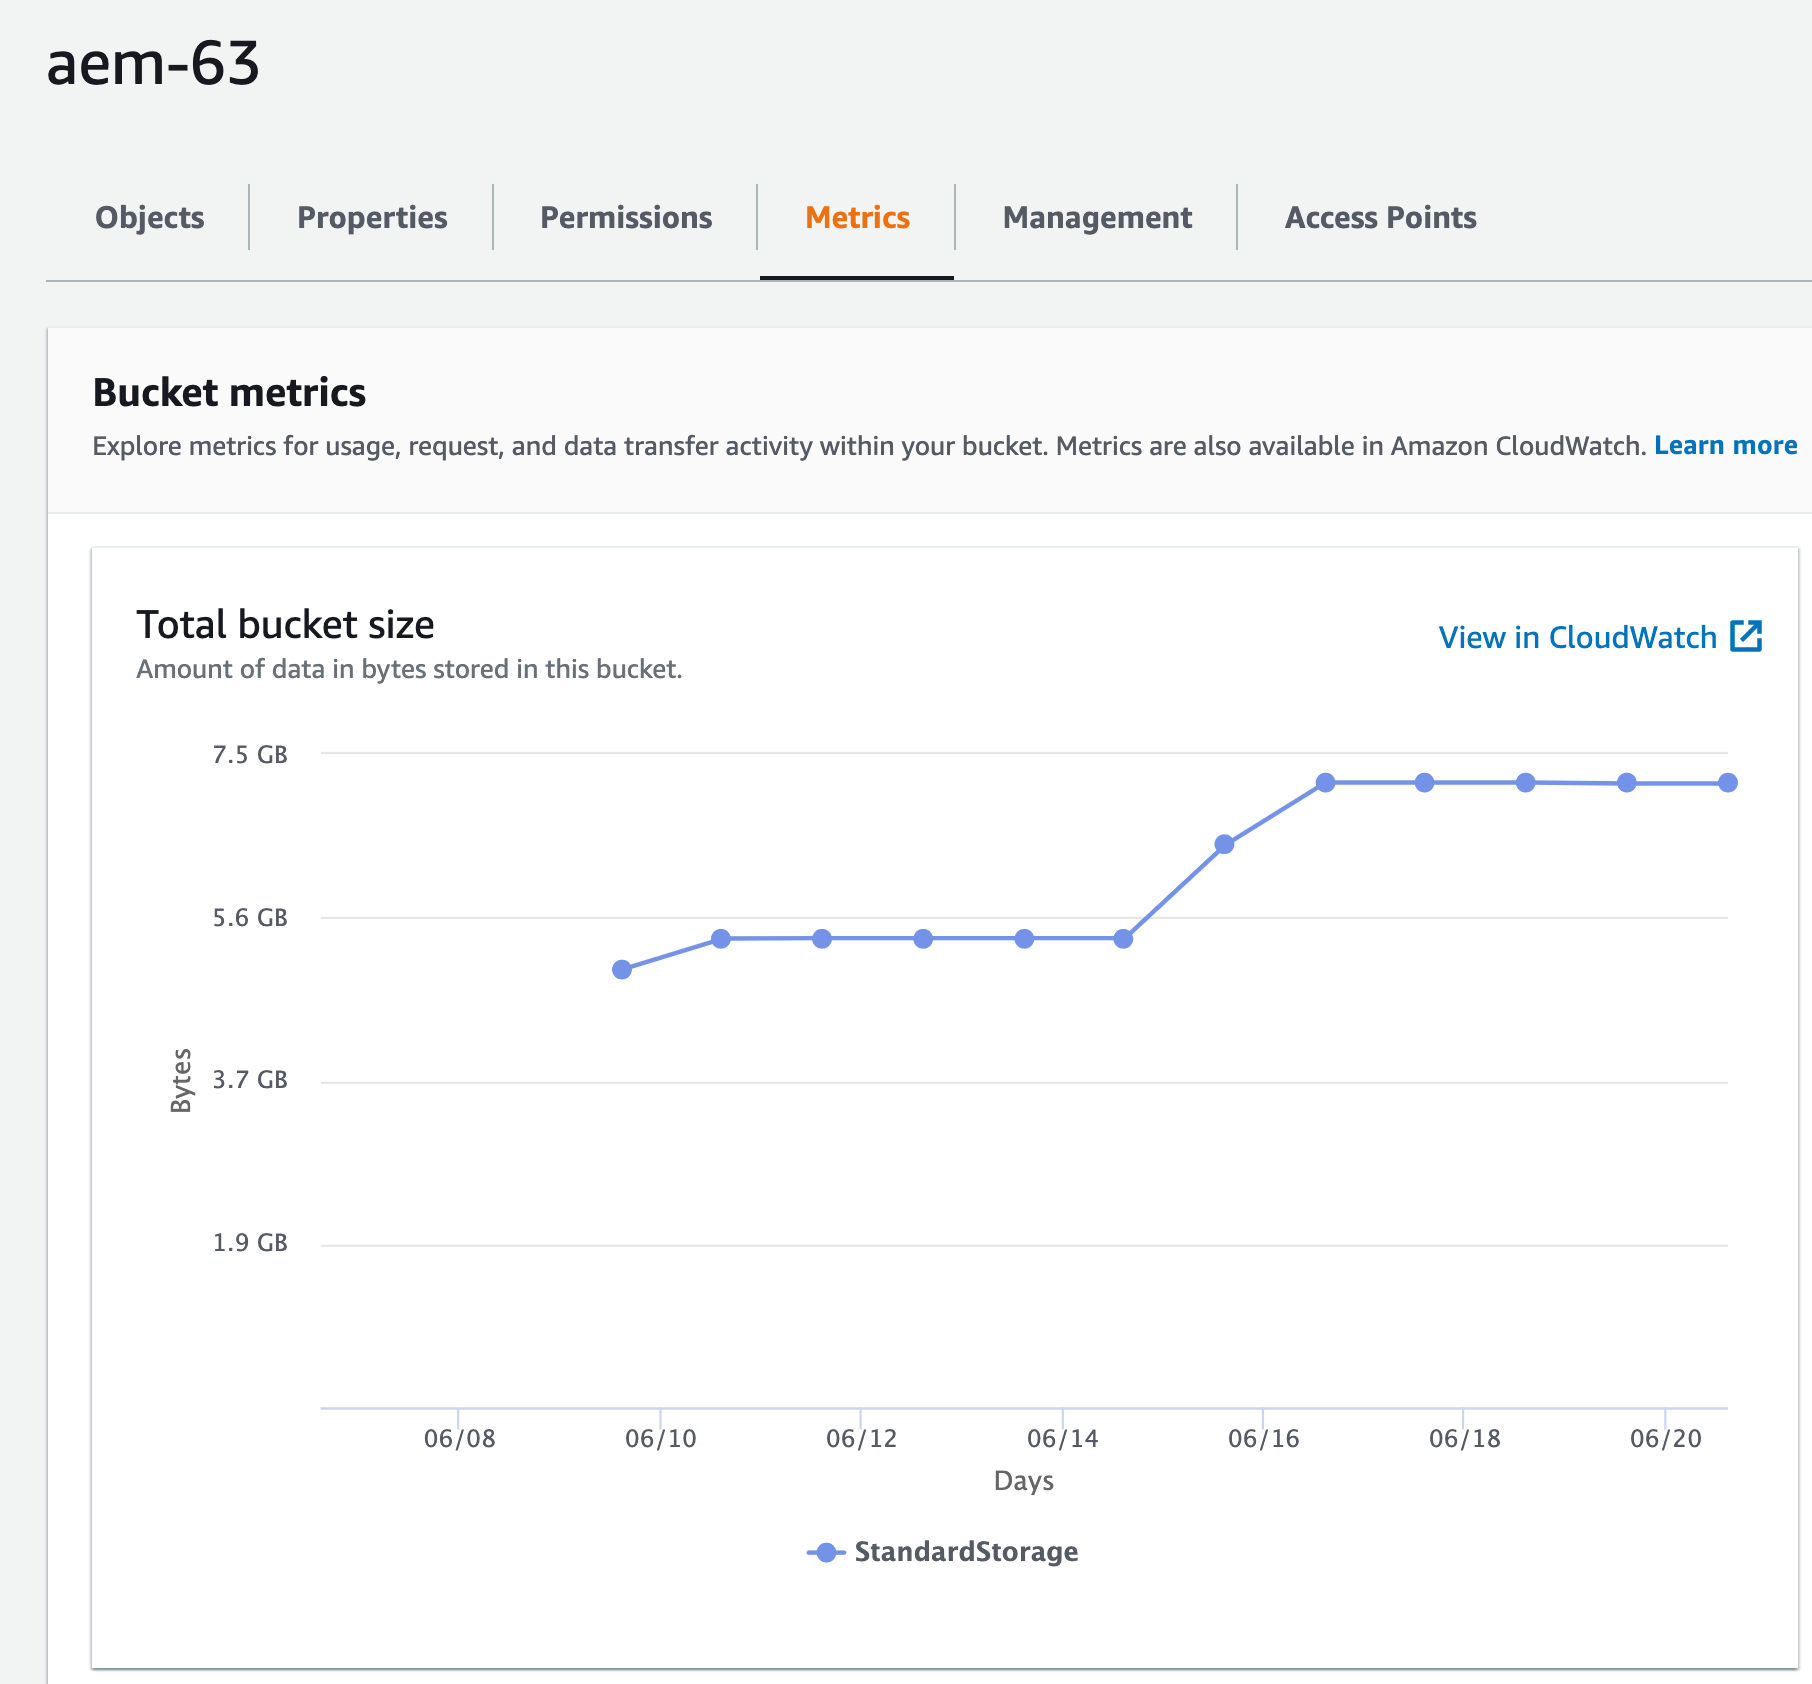 aem-63
Objects
Properties
Permissions
Metrics
Management
Access Points
Bucket metrics
Explore metrics for usage, request, and data transfer activity within your bucket. Metrics are also available in Amazon CloudWatch. Learn more
Total bucket size
View in CloudWatch
Amount of data in bytes stored in this bucket.
7.5 GB
5.6 GB
3.7 GB
1.9 GB
Bytes
06/08
06/10
06/12
06/14
06/16
06/18
06/20
Days
StandardStorage